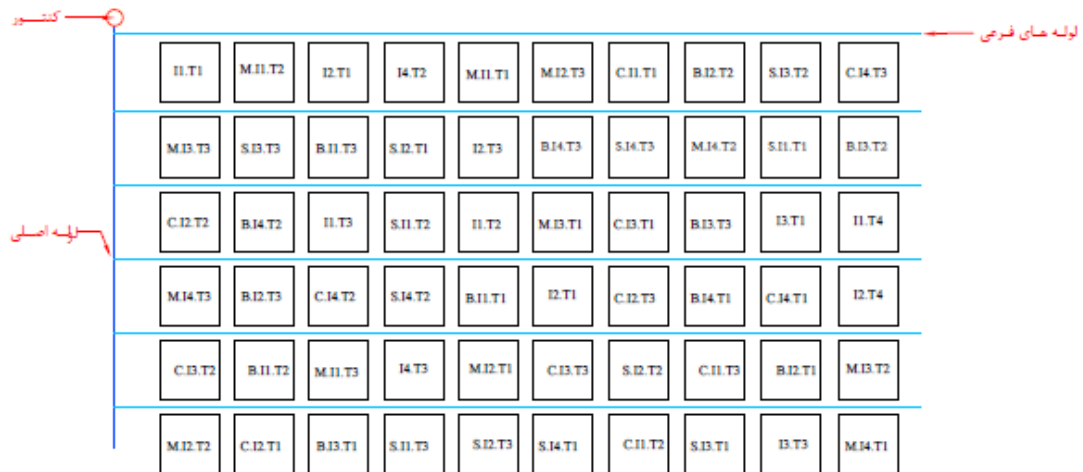 کنتور
لوله های فرعی
I1.T1 M.I1.T2 I2.T1 I4.T2 M.I1.T1 M.I2.T3 C.I1.T1 B.I2.T2 S.I3.T2 C.I4.T3
M.I3.T3 S.I3.T3 B.I1.T3 S.I2.T1 I2.T3 B.I4.T3 S.I4.T3 M.I4.T2 S.I1.T1 B.I3.T2
C.I2.T2 B.I4.T2 I1.T3 S.I1.T2 I1.T2 M.I3.T1 C.I3.T1 B.I3.T3 I3.T1 I1.T4
لوله اصلی
M.I4.T3 B.I2.T3 C.I4.T2 S.I4.T2 B.I1.T1 I2.T1 C.I2.T3 B.I4.T1 C.I4.T1 I2.T4
C.I3.T2 B.I1.T2 M.I1.T3 I4.T3 M.I2.T1 C.I3.T3 S.I2.T2 C.I1.T3 B.I2.T1 M.I3.T2
M.I2.T2 C.I2.T1 B.I3.T1 S.I1.T3 S.I2.T3 S.I4.T1 C.I1.T2 S.I3.T1 I3.T3 M.I4.T1